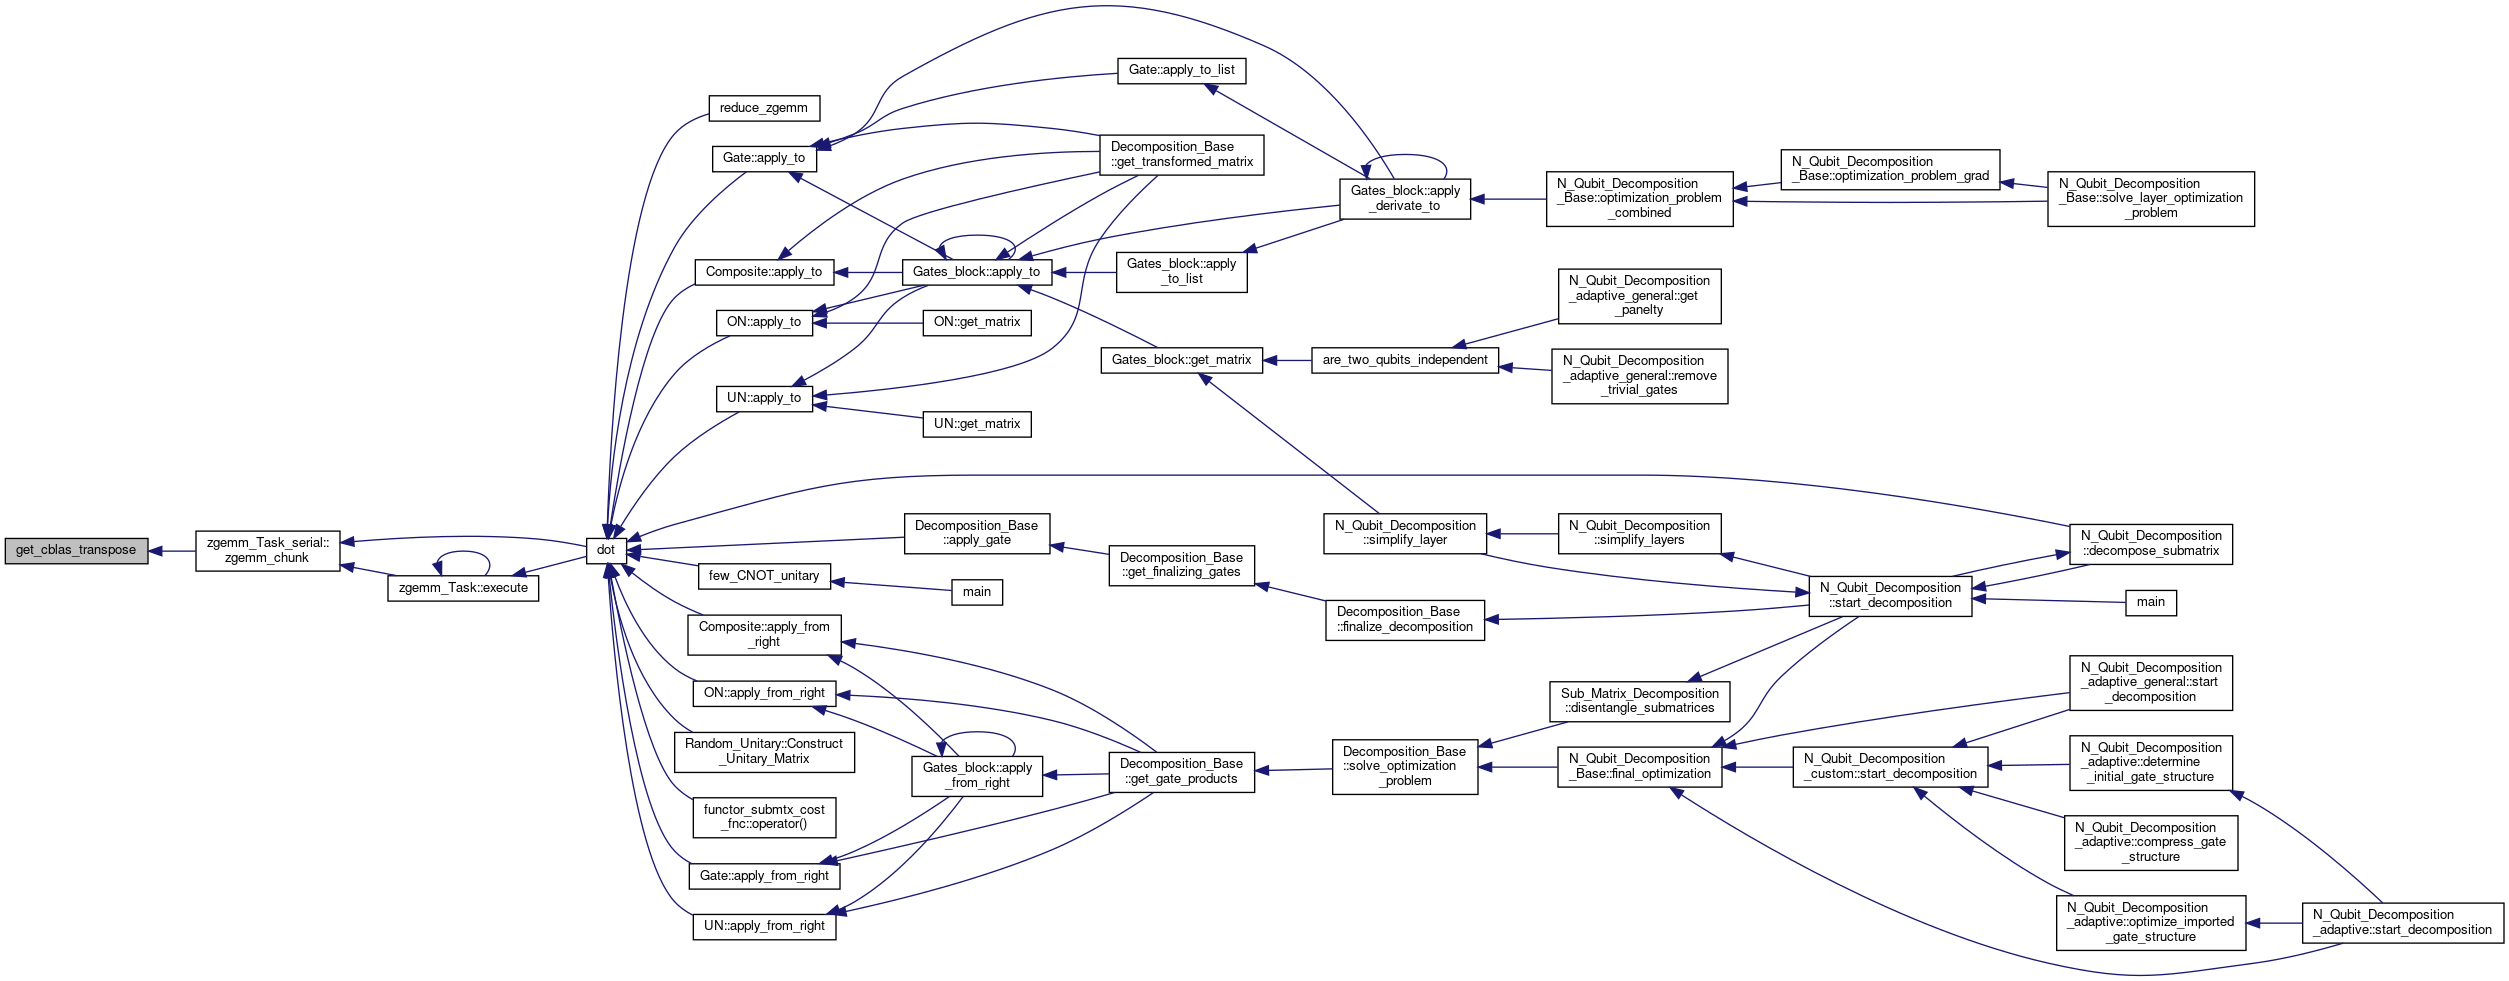 get_cblas_transpose
zgemm_Task_serial::
zgemm_chunk
zgemm_Task::execute
dot
reduce_zgemm
Gate::apply_to
Composite::apply_to
ON::apply_to
UN::apply_to
few_CNOT_unitary
Composite::apply_from
_right
ON::apply_from_right
Random_Unitary::Construct
_Unitary_Matrix
functor_submtx_cost
_fnc::operator()
Gate::apply_from_right
UN::apply_from_right
Gates_block::apply_to
ON::get_matrix
UN::get_matrix
Decomposition_Base
::apply_gate
main
Gates_block::apply
_from_right
Gate::apply_to_list
Decomposition_Base
::get_transformed_matrix
Gates_block::apply
_to_list
Gates_block::get_matrix
Decomposition_Base
::get_finalizing_gates
Decomposition_Base
::get_gate_products
Gates_block::apply
_derivate_to
are_two_qubits_independent
N_Qubit_Decomposition
::simplify_layer
Decomposition_Base
::finalize_decomposition
Decomposition_Base
::solve_optimization
_problem
N_Qubit_Decomposition
_Base::optimization_problem
_combined
N_Qubit_Decomposition
_adaptive_general::get
_panelty
N_Qubit_Decomposition
_adaptive_general::remove
_trivial_gates
N_Qubit_Decomposition
::simplify_layers
Sub_Matrix_Decomposition
::disentangle_submatrices
N_Qubit_Decomposition
_Base::final_optimization
N_Qubit_Decomposition
_Base::optimization_problem_grad
N_Qubit_Decomposition
::start_decomposition
N_Qubit_Decomposition
_custom::start_decomposition
N_Qubit_Decomposition
_Base::solve_layer_optimization
_problem
N_Qubit_Decomposition
::decompose_submatrix
main
N_Qubit_Decomposition
_adaptive_general::start
_decomposition
N_Qubit_Decomposition
_adaptive::determine
_initial_gate_structure
N_Qubit_Decomposition
_adaptive::compress_gate
_structure
N_Qubit_Decomposition
_adaptive::optimize_imported
_gate_structure
N_Qubit_Decomposition
_adaptive::start_decomposition